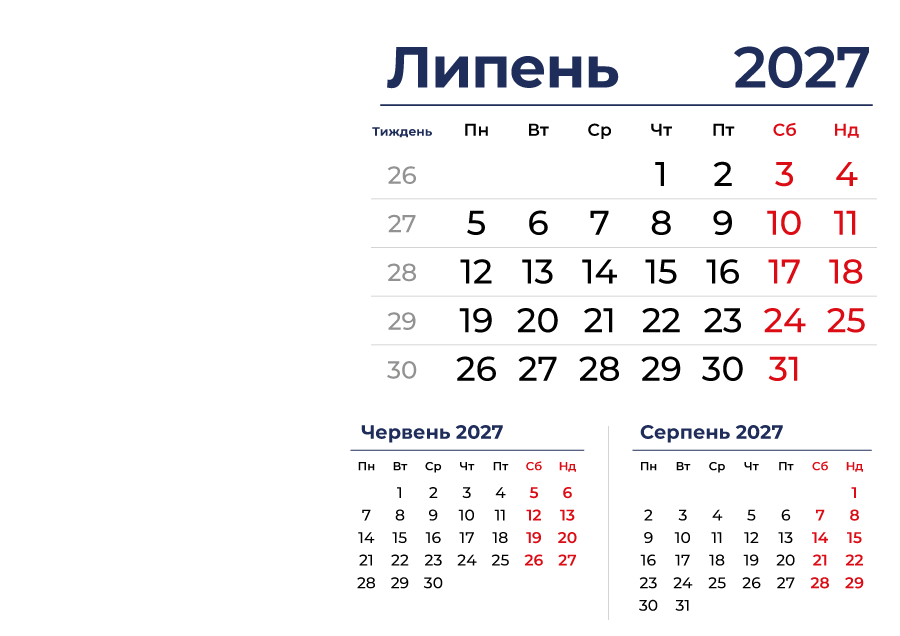 Липень 2027
Тиждень Пн Вт Ср Чт Пт Сб Нд
26 1 2 3 4
27 5 6 7 8 9 10 11
28 12 13 14 15 16 17 18
29 19 20 21 22 23 24 25
30 26 27 28 29 30 31
Червень 2027
Пн Вт Ср Чт Пт Сб Нд
1 2 3 4 5 6
7 8 9 10 11 12 13
14 15 16 17 18 19 20
21 22 23 24 25 26 27
28 29 30
Серпень 2027
Пн Вт Ср Чт Пт Сб Нд
1
2 3 4 5 6 7 8
9 10 11 12 13 14 15
16 17 18 19 20 21 22
23 24 25 26 27 28 29
30 31